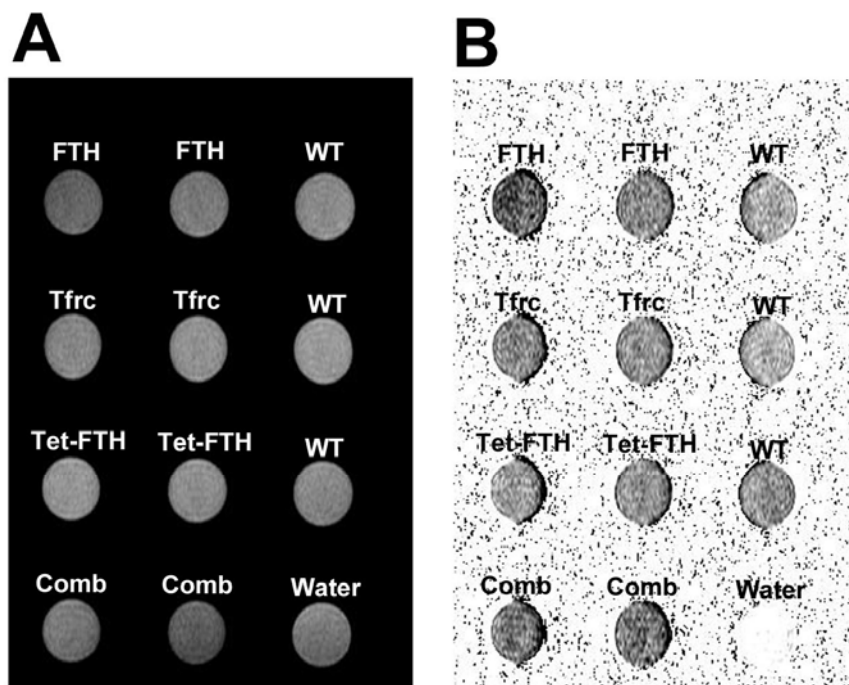 A
B
FTH FTH WT
Tfrc Tfrc WT
Tet-FTH Tet-FTH WT
Comb Comb Water
FTH FTH WT
Tfrc Tfrc WT
Tet-FTH Tet-FTH WT
Comb Comb Water